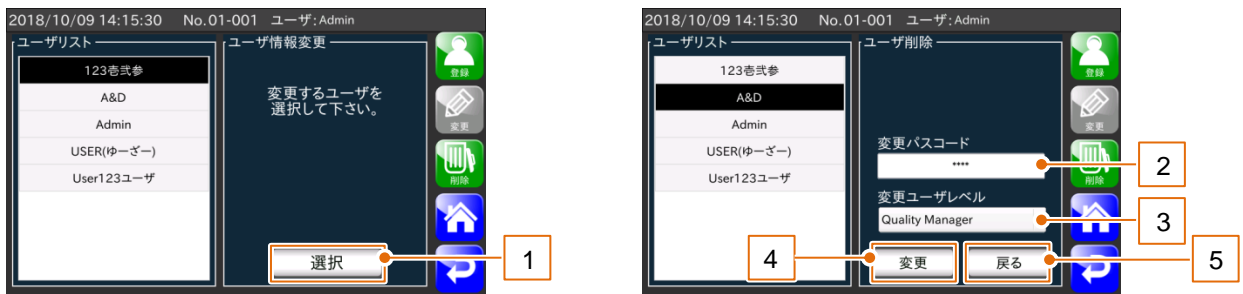 2018/10/09 14:15:30 No.01-001 ユーザ:Admin
ユーザリスト
123壱弐参
A&D
Admin
USER(ゆーざー)
User123ユーザ
ユーザ情報変更
変更するユーザを
選択して下さい。
選択
登録
変更
削除
1
2018/10/09 14:15:30 No.01-001 ユーザ:Admin
ユーザリスト
123壱弐参
A&D
Admin
USER(ゆーざー)
User123ユーザ
ユーザ削除
変更パスコード
****
変更ユーザレベル
Quality Manager
変更
戻る
登録
変更
削除
2
3
4
5